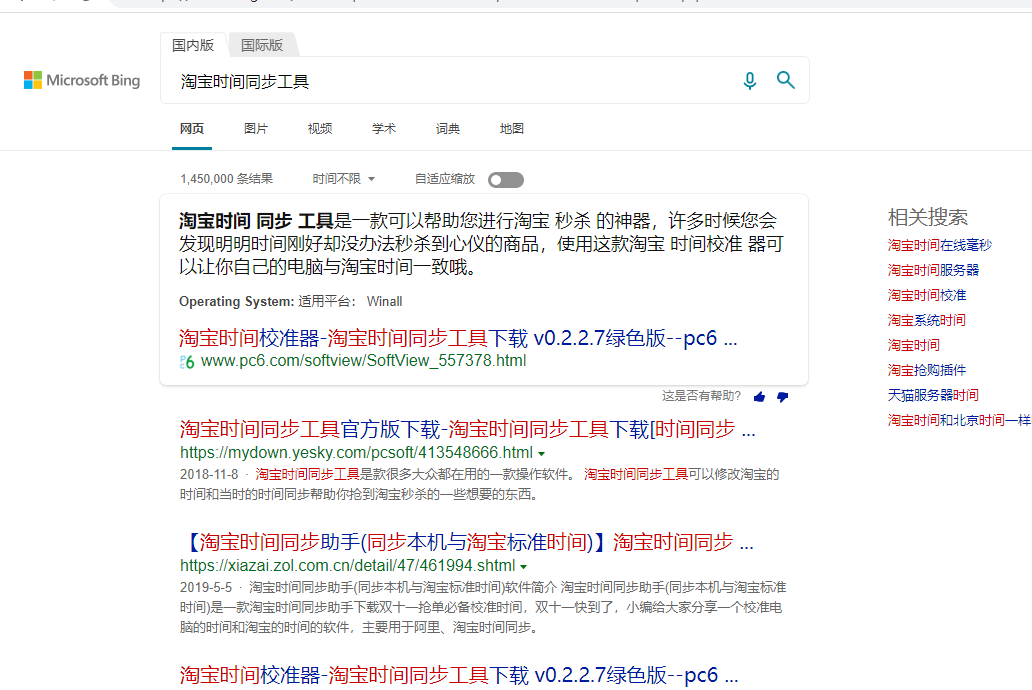 国内版 国际版
Microsoft Bing
淘宝时间同步工具
网页 图片 视频 学术 词典 地图
1,450,000 条结果 时间不限 自适应缩放
淘宝时间 同步 工具是一款可以帮助您进行淘宝 秒杀 的神器，许多时候您会
发现明明时间刚好却没办法秒杀到心仪的商品，使用这款淘宝 时间校准 器可
以让你自己的电脑与淘宝时间一致哦。
Operating System: 适用平台： Winall
淘宝时间校准器-淘宝时间同步工具下载 v0.2.2.7绿色版--pc6 ...
www.pc6.com/softview/SoftView_557378.html
这是否有帮助?
淘宝时间同步工具官方版下载-淘宝时间同步工具下载[时间同步 ...
https://mydown.yesky.com/pcsoft/413548666.html
2018-11-8 · 淘宝时间同步工具是款很多大众都在用的一款操作软件。 淘宝时间同步工具可以修改淘宝的
时间和当时的时间同步帮助你抢到淘宝秒杀的一些想要的东西。
【淘宝时间同步助手(同步本机与淘宝标准时间)】淘宝时间同步 ...
https://xiazai.zol.com.cn/detail/47/461994.shtml
2019-5-5 · 淘宝时间同步助手(同步本机与淘宝标准时间)软件简介 淘宝时间同步助手(同步本机与淘宝标准
时间)是一款淘宝时间同步助手下载双十一抢单必备校准时间，双十一快到了，小编给大家分享一个校准电
脑的时间和淘宝的时间的软件，主要用于阿里、淘宝时间同步。
淘宝时间校准器-淘宝时间同步工具下载 v0.2.2.7绿色版--pc6 ...
相关搜索
淘宝时间在线毫秒
淘宝时间服务器
淘宝时间校准
淘宝系统时间
淘宝时间
淘宝抢购插件
天猫服务器时间
淘宝时间和北京时间一样